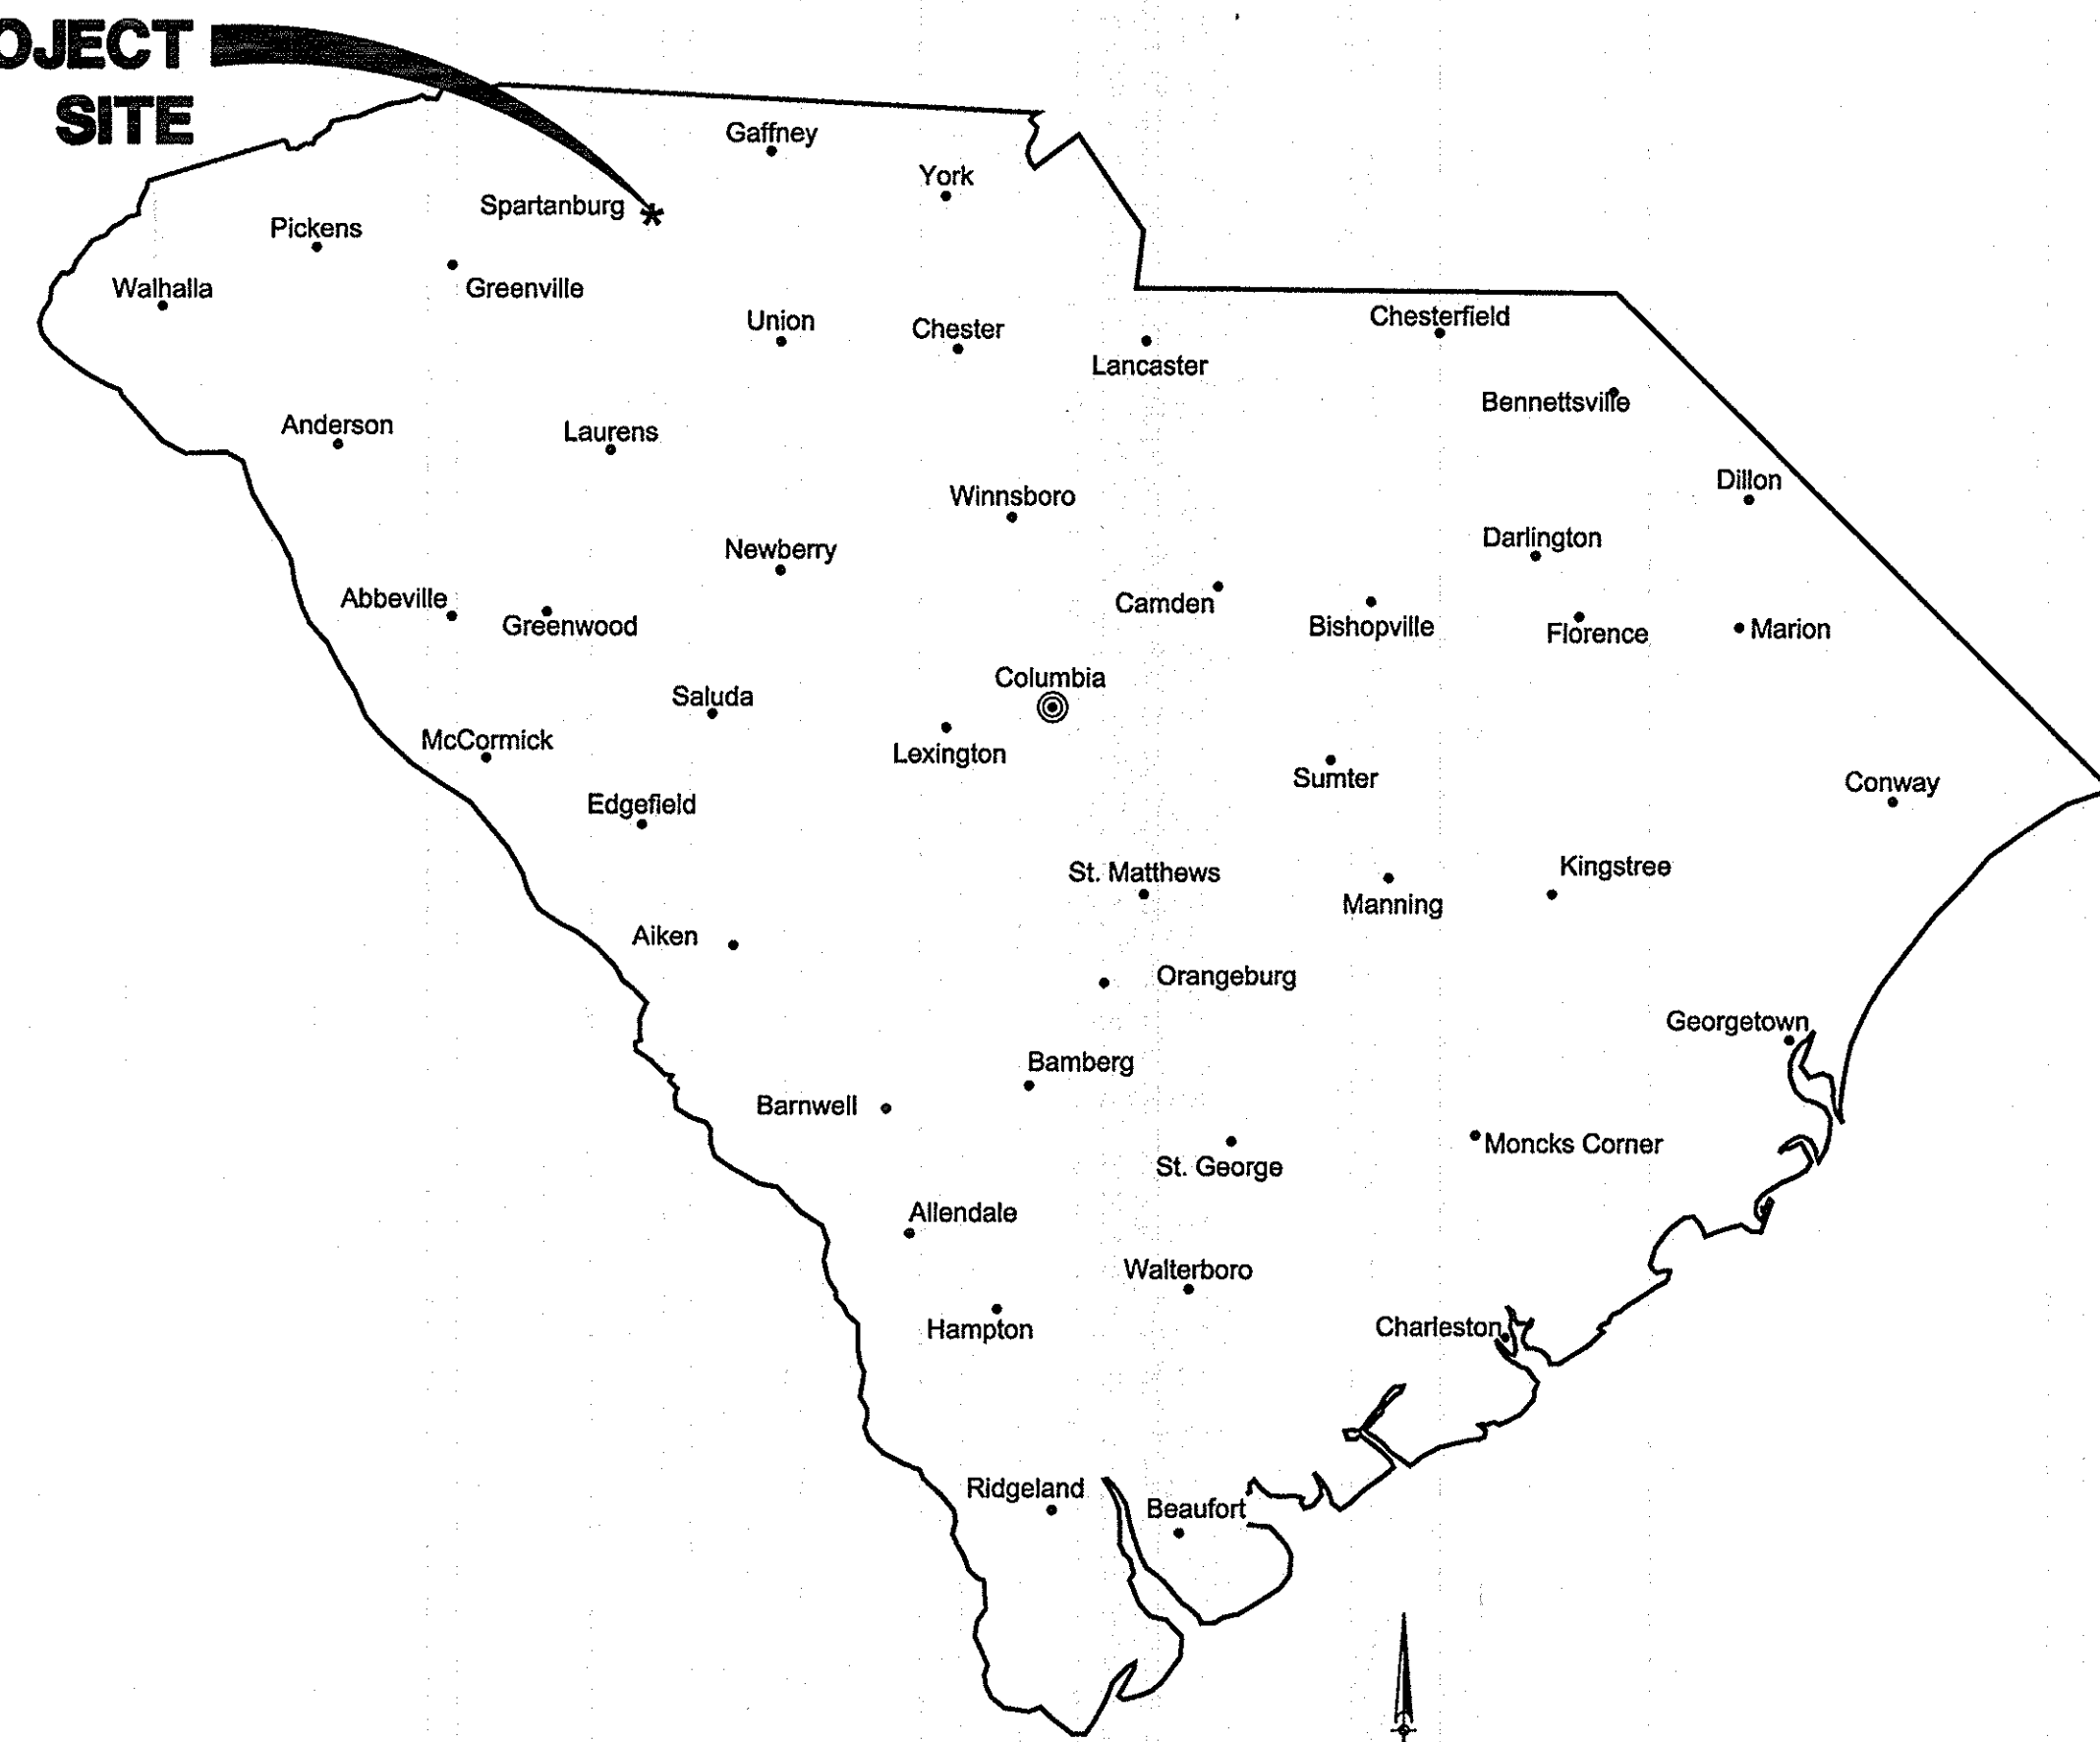 OJECT
SITE
Gaffney
York
Spartanburg *
Pickens
Walhalla
Greenville
Union
Chester
Chesterfield
Lancaster
Bennettsville
Anderson
Laurens
Dillon
Winnsboro
Darlington
Newberry
Abbeville
Camden
Greenwood
Bishopville
Florence
Marion
Columbia
Saluda
McCormick
Lexington
Sumter
Conway
Edgefield
St. Matthews
Kingstree
Manning
Aiken
Orangeburg
Georgetown
Bamberg
Barnwell
Moncks Corner
St. George
Allendale
Walterboro
Hampton
Charleston
Ridgeland
Beaufort